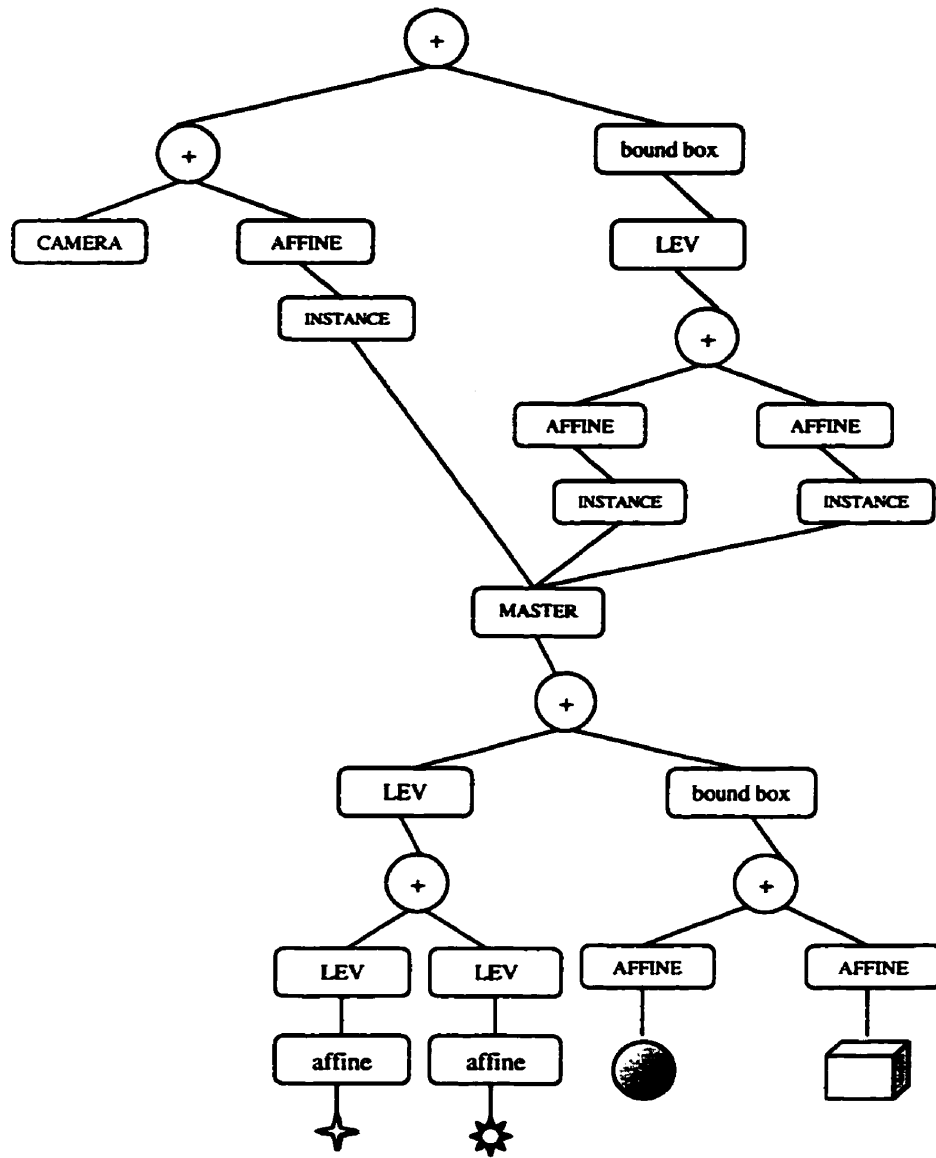 +
+
bound box
CAMERA
AFFINE
LEV
INSTANCE
+
AFFINE
AFFINE
INSTANCE
INSTANCE
MASTER
+
LEV
bound box
+
+
LEV
LEV
AFFINE
AFFINE
affine
affine